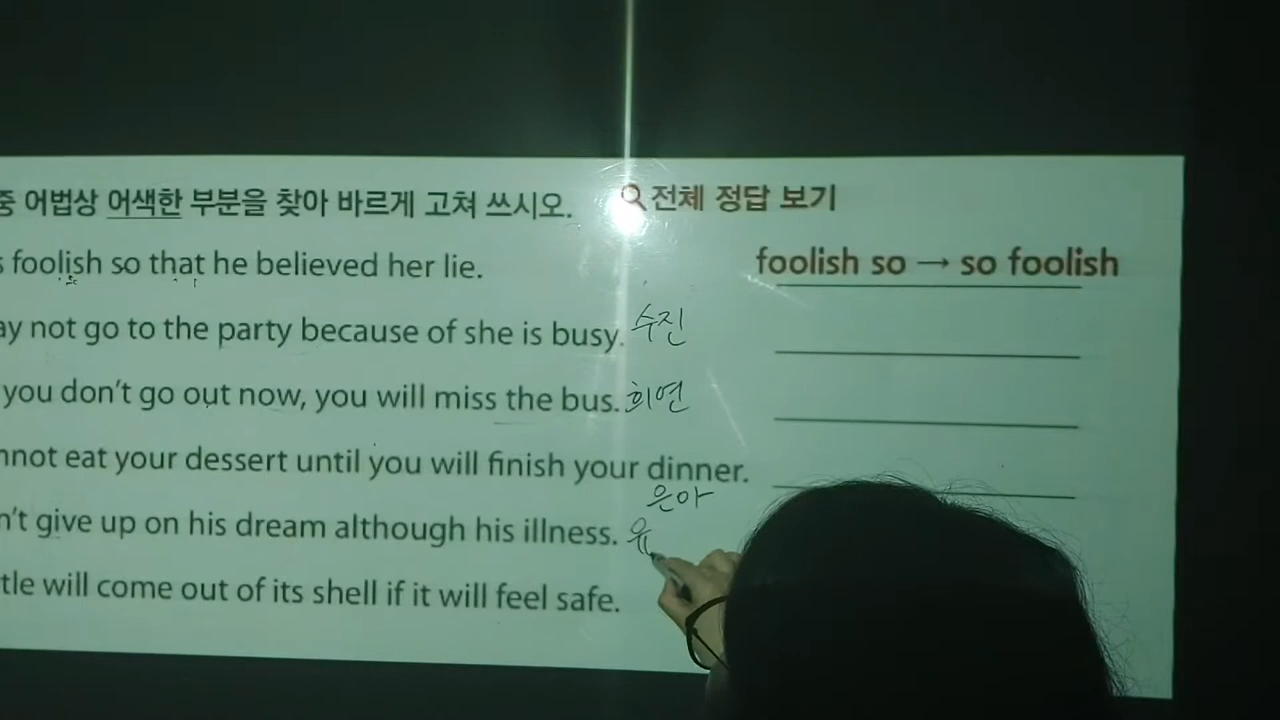 중 어법상 어색한 부분을 찾아 바르게 고쳐 쓰시오. 전체 정답 보기
foolish so that he believed her lie. foolish so → so foolish
ay not go to the party because of she is busy. 수진
you don't go out now, you will miss the bus. 희연
nnot eat your dessert until you will finish your dinner.
은아
n't give up on his dream although his illness.
tle will come out of its shell if it will feel safe.